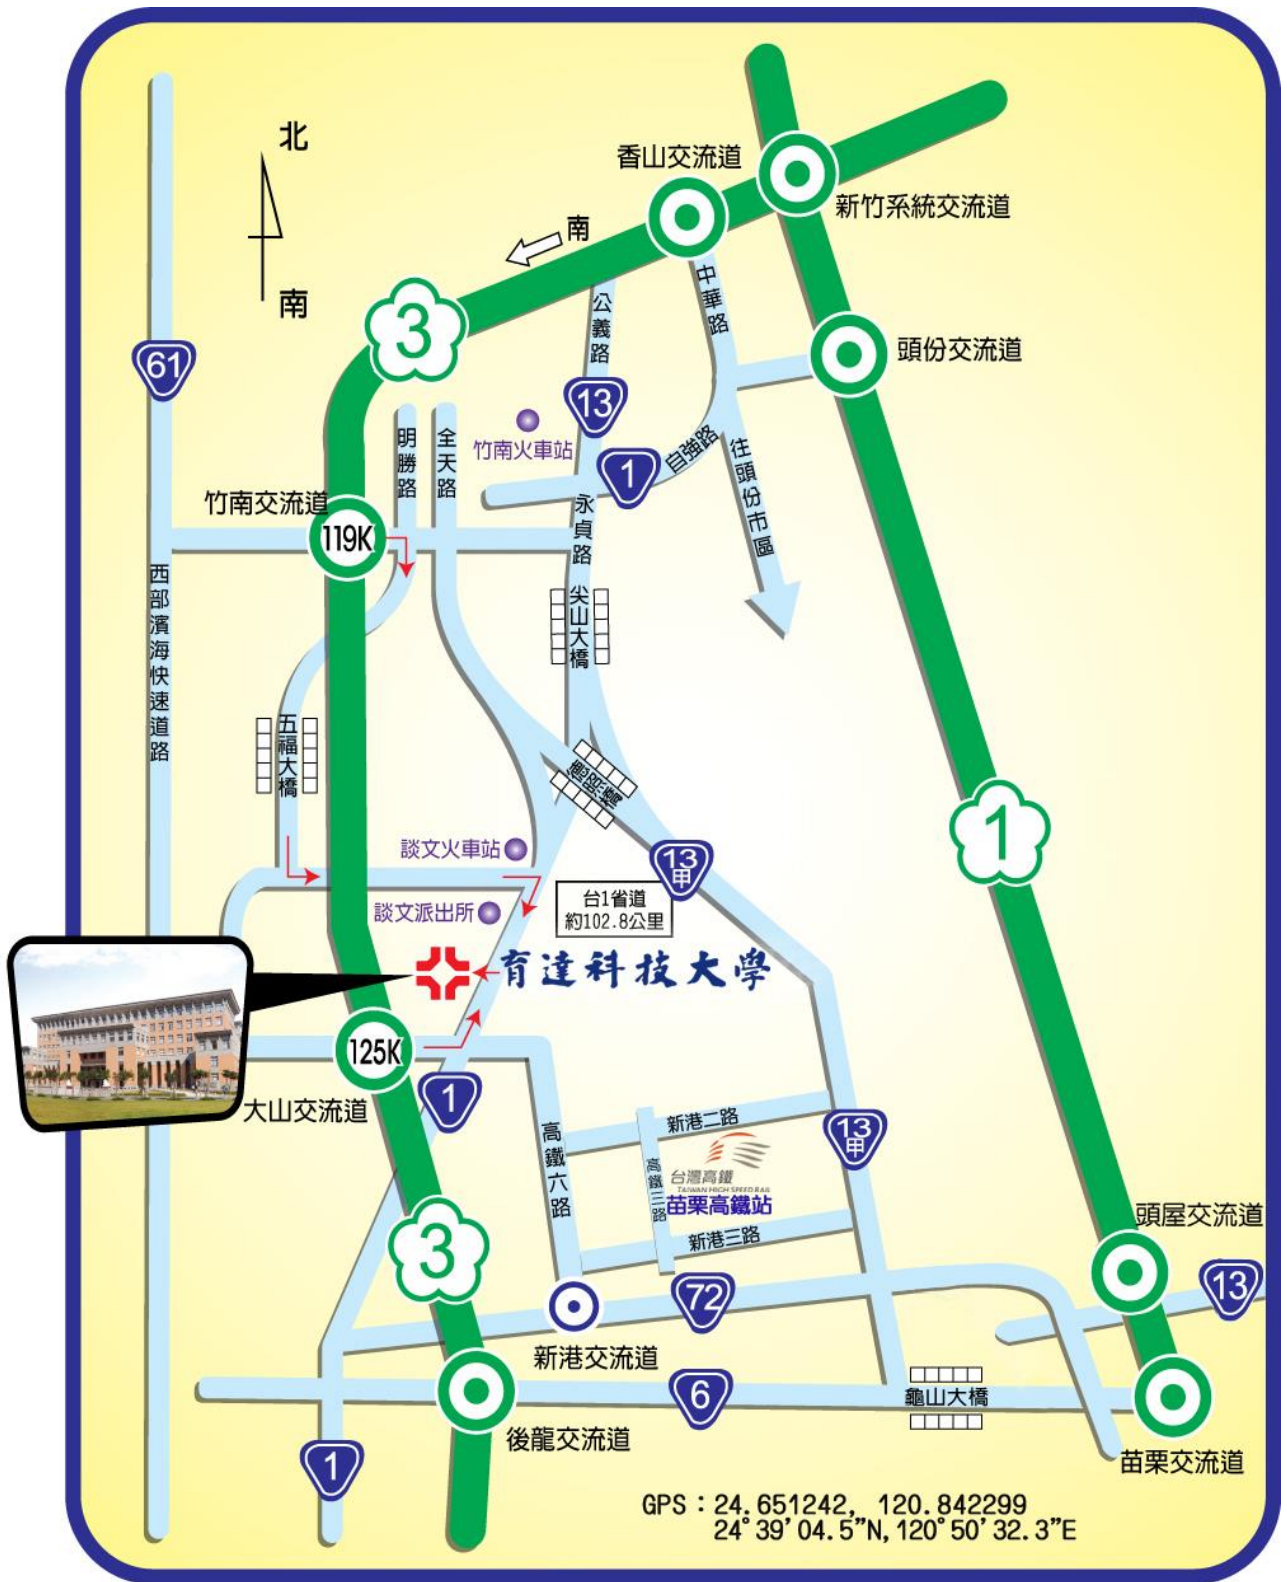 北
南
香山交流道
新竹系統交流道
南
中華路
公義路
3
頭份交流道
61
13
明勝路
全天路
竹南火車站
1
自強路
往頭份市區
竹南交流道
119K
永貞路
西部濱海快速道路
尖山大橋
五福大橋
德照橋
1
談文火車站
13甲
台1省道
約102.8公里
談文派出所
育達科技大學
125K
大山交流道
1
高鐵六路
新港二路
13甲
高鐵三路
台灣高鐵
TAIWAN HIGH SPEED RAIL
苗栗高鐵站
新港三路
3
頭屋交流道
72
13
新港交流道
6
龜山大橋
後龍交流道
1
苗栗交流道
GPS：24.651242, 120.842299
24°39'04.5"N, 120°50'32.3"E